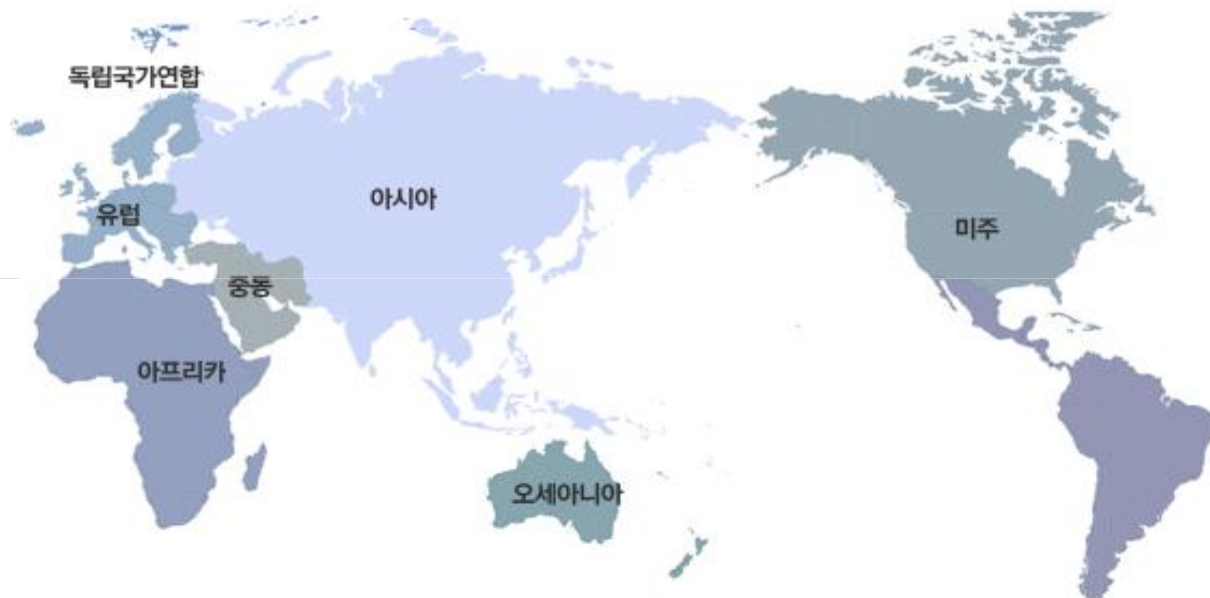 독립국가연합
아시아
유럽
미주
중동
아프리카
오세아니아